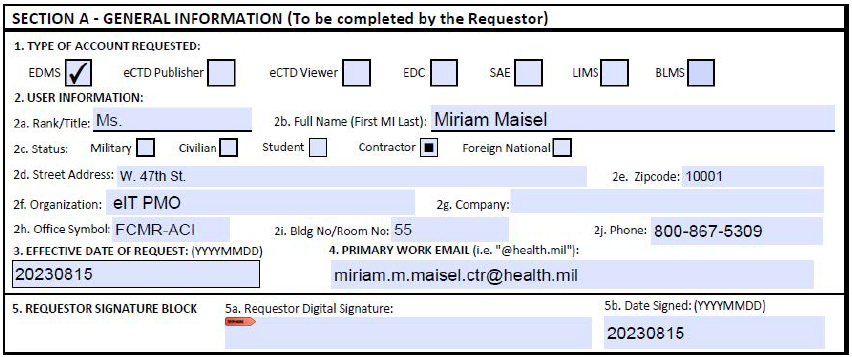 SECTION A - GENERAL INFORMATION (To be completed by the Requestor)
1. TYPE OF ACCOUNT REQUESTED:
EDMS eCTD Publisher eCTD Viewer EDC SAE LIMS BLMS
2. USER INFORMATION:
2a. Rank/Title: Ms. 2b. Full Name (First MI Last): Miriam Maisel
2c. Status: Military Civilian Student Contractor Foreign National
2d. Street Address: W. 47th St. 2e. Zipcode: 10001
2f. Organization: eIT PMO 2g. Company:
2h. Office Symbol: FCMR-ACI 2i. Bldg No/Room No: 55 2j. Phone: 800-867-5309
3. EFFECTIVE DATE OF REQUEST: (YYYYMMDD) 4. PRIMARY WORK EMAIL (i.e. "@health.mil"):
20230815 miriam.m.maisel.ctr@health.mil
5. REQUESTOR SIGNATURE BLOCK 5a. Requestor Digital Signature: 5b. Date Signed: (YYYYMMDD)
20230815